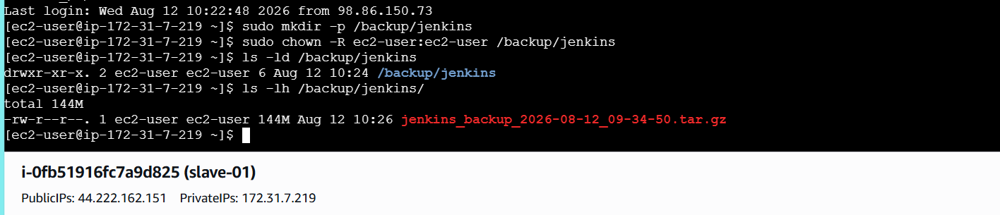 Last login: Wed Aug 12 10:22:48 2026 from 98.86.150.73
[ec2-user@ip-172-31-7-219 ~]$ sudo mkdir -p /backup/jenkins
[ec2-user@ip-172-31-7-219 ~]$ sudo chown -R ec2-user:ec2-user /backup/jenkins
[ec2-user@ip-172-31-7-219 ~]$ ls -ld /backup/jenkins
drwxr-xr-x. 2 ec2-user ec2-user 6 Aug 12 10:24 /backup/jenkins
[ec2-user@ip-172-31-7-219 ~]$ ls -lh /backup/jenkins/
total 144M
-rw-r--r--. 1 ec2-user ec2-user 144M Aug 12 10:26 jenkins_backup_2026-08-12_09-34-50.tar.gz
[ec2-user@ip-172-31-7-219 ~]$
i-0fb51916fc7a9d825 (slave-01)
PublicIPs: 44.222.162.151 PrivateIPs: 172.31.7.219